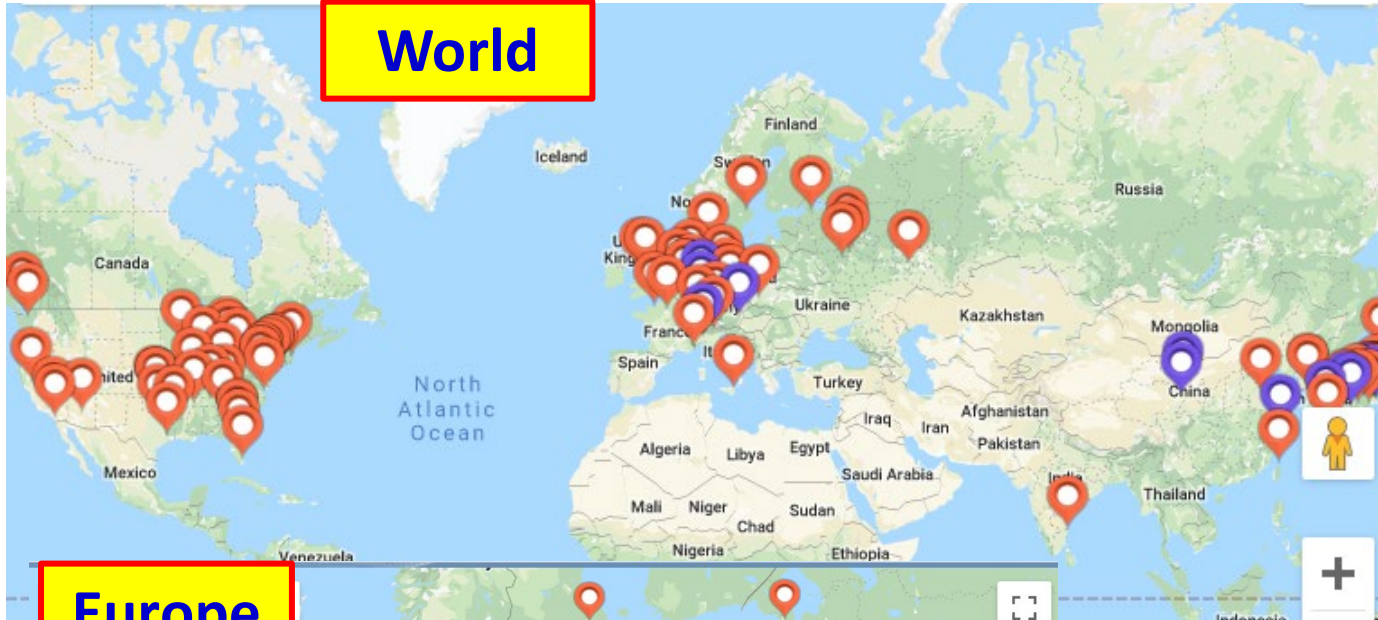 World
Finland
Iceland
Russia
Canada
Ukraine
Kazakhstan
Mongolia
Spain
North
Atlantic
Ocean
Turkey
China
Iraq
Iran
Afghanistan
Pakistan
Algeria
Libya
Egypt
Saudi Arabia
Mexico
India
Thailand
Mali
Niger
Sudan
Chad
Nigeria
Ethiopia
Venezuela
Europe
Indonesia